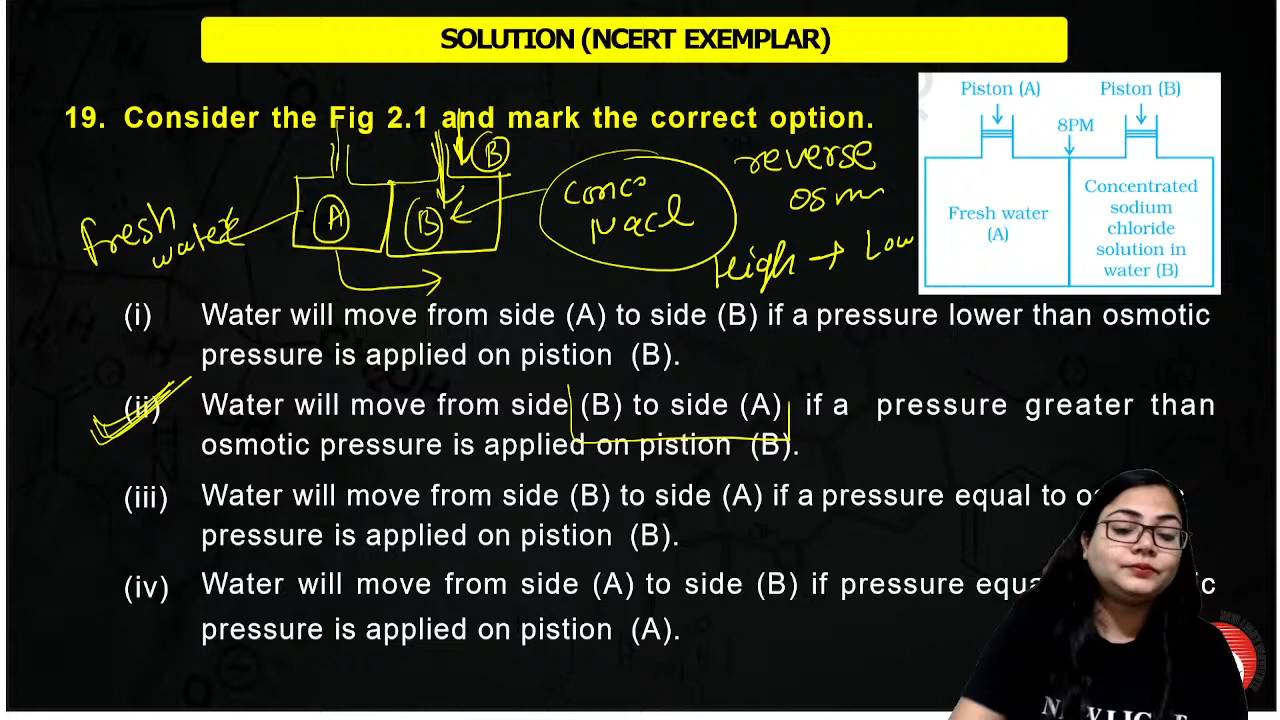 SOLUTION (NCERT EXEMPLAR)
19. Consider the Fig 2.1 and mark the correct option.
Piston (A)
Piston (B)
8PM
Fresh water
(A)
Concentrated
sodium
chloride
solution in
water (B)
A
B
B
fresh
water
conc
Nacl
reverse
osm
High → Low
(i) Water will move from side (A) to side (B) if a pressure lower than osmotic
pressure is applied on pistion (B).
(ii) Water will move from side (B) to side (A) if a pressure greater than
osmotic pressure is applied on pistion (B).
(iii) Water will move from side (B) to side (A) if a pressure equal to
pressure is applied on pistion (B).
(iv) Water will move from side (A) to side (B) if pressure
pressure is applied on pistion (A).